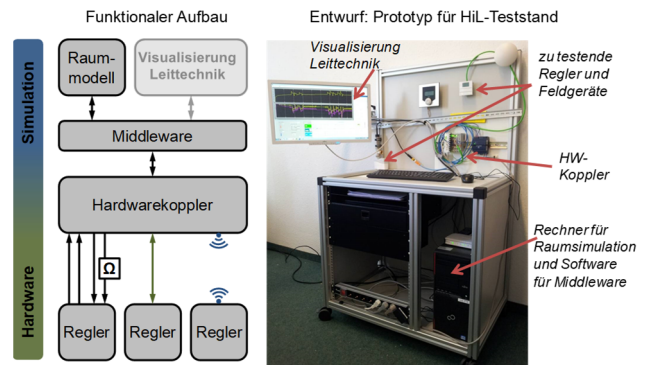 Funktionaler Aufbau
Entwurf: Prototyp für HiL-Teststand
Simulation
Hardware
Raum-
modell
Visualisierung
Leittechnik
Middleware
Hardwarekoppler
Ω
Regler
Regler
Regler
Visualisierung
Leittechnik
zu testende
Regler und
Feldgeräte
HW-
Koppler
Rechner für
Raumsimulation
und Software
für Middleware